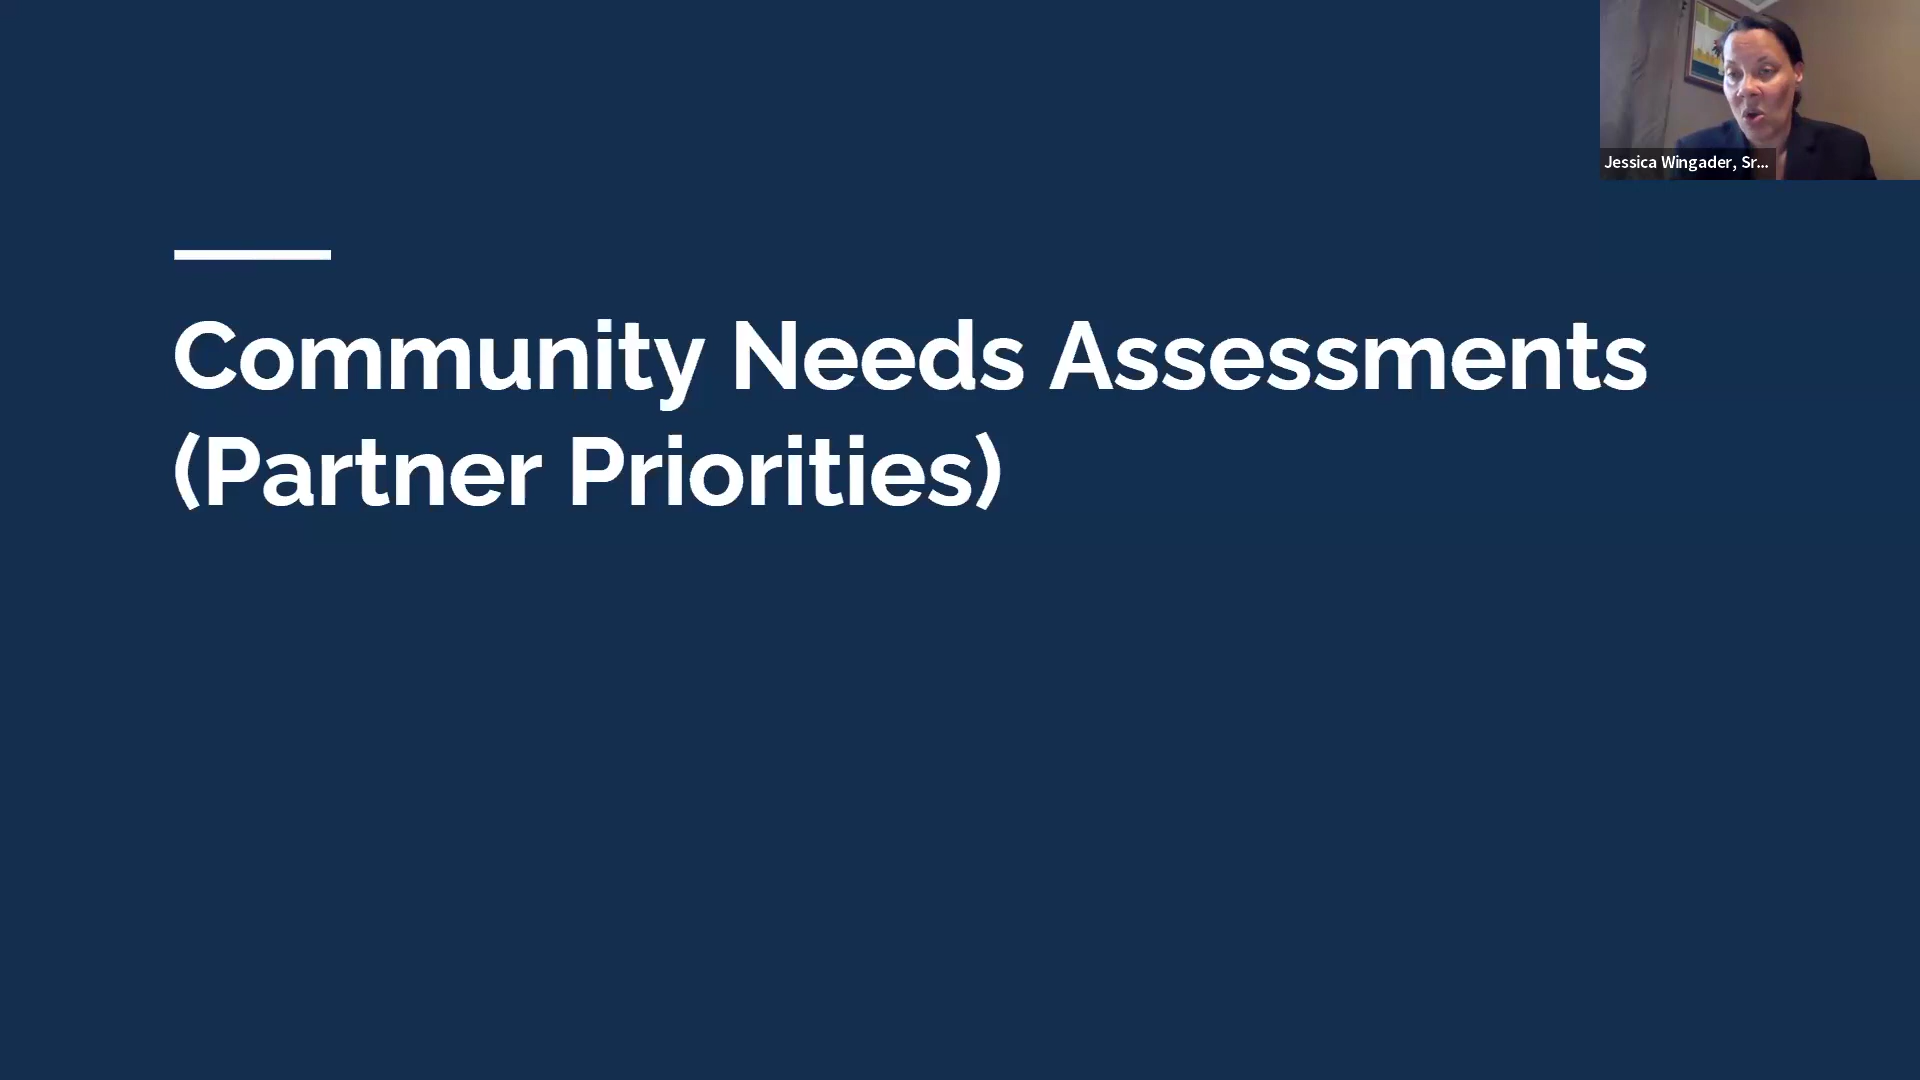 Community Needs Assessments
(Partner Priorities)
Jessica Wingader, Sr...